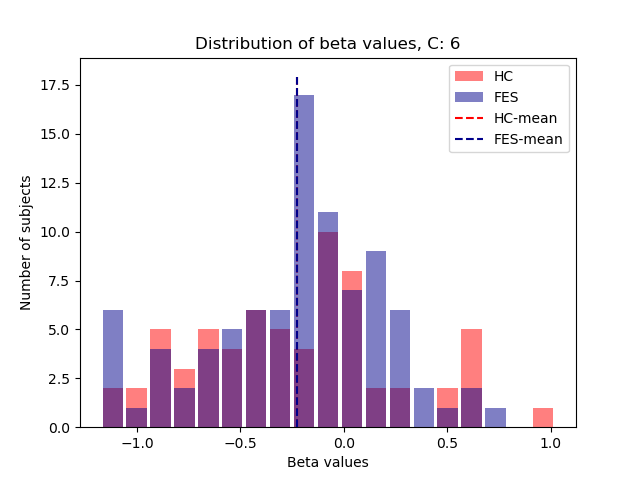 Distribution of beta values, C: 6
HC
FES
HC-mean
FES-mean
Number of subjects
17.5
15.0
12.5
10.0
7.5
5.0
2.5
0.0
−1.0 −0.5 0.0 0.5 1.0
Beta values